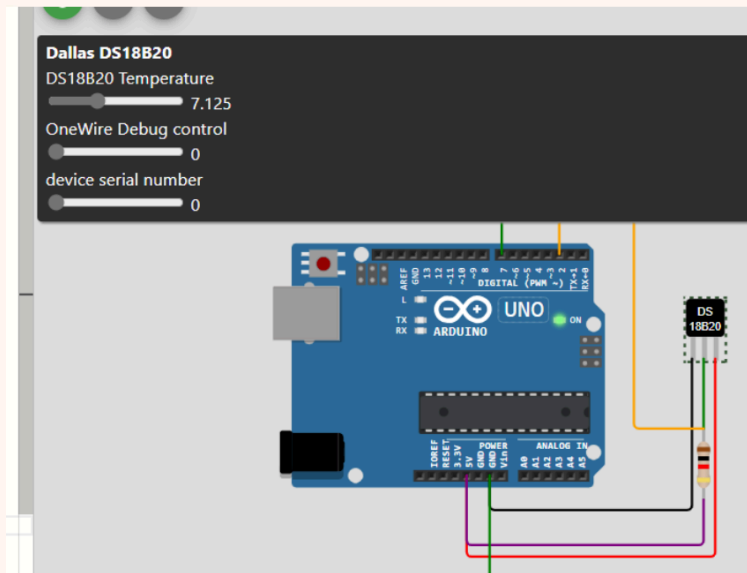 Dallas DS18B20
DS18B20 Temperature
7.125
OneWire Debug control
0
device serial number
0
AREF
GND
13
12
~11
~10
~9
8
7
~6
~5
4
~3
2
TX→1
RX←0
DIGITAL (PWM ~)
L
TX
RX
ARDUINO
UNO
ON
DS
18B20
POWER
ANALOG IN
IOREF
RESET
3.3V
5V
GND
GND
Vin
A0
A1
A2
A3
A4
A5